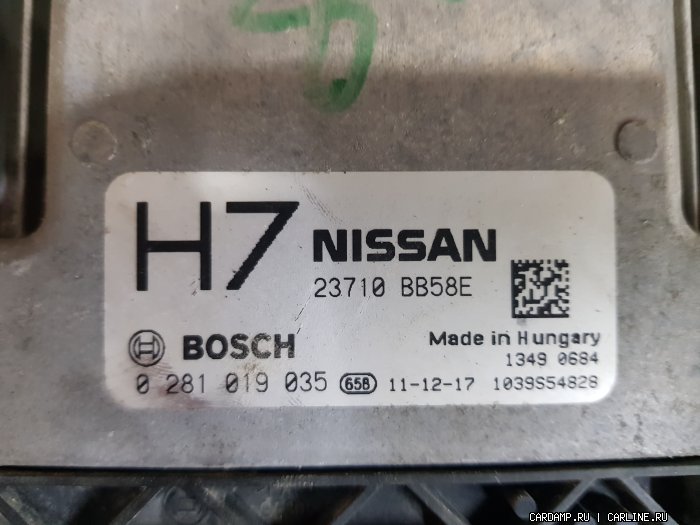 H7 NISSAN
23710 BB58E
BOSCH
Made in Hungary
1349 0684
0 281 019 035 658 11-12-17 1039S54828
CARDAMP.RU | CARLINE.RU